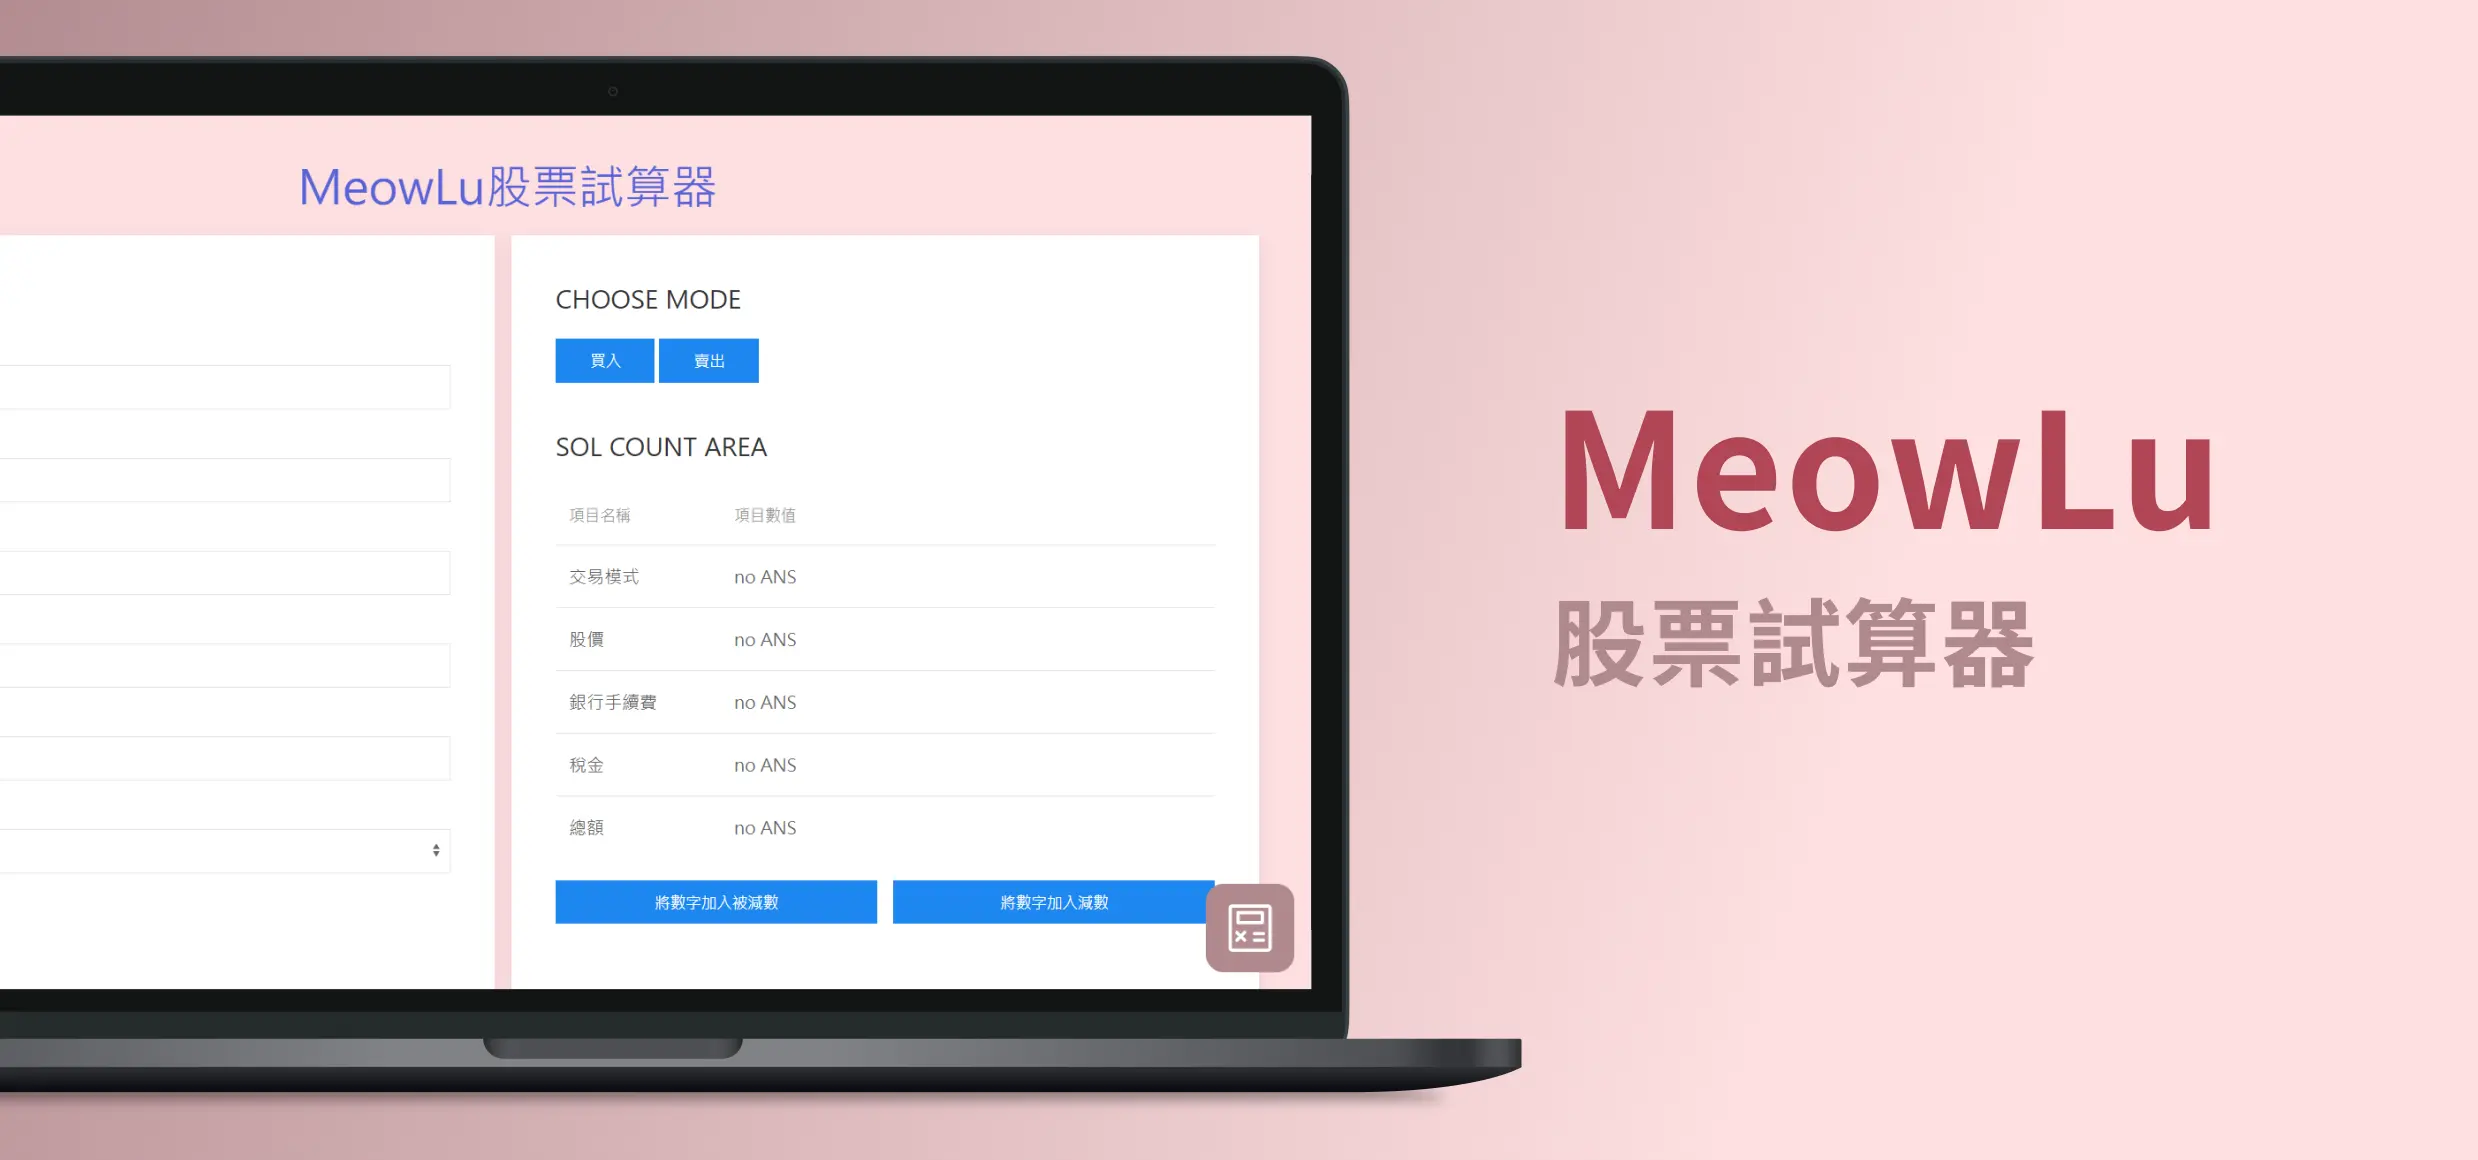 MeowLu股票試算器
CHOOSE MODE
買入 賣出
SOL COUNT AREA
項目名稱 項目數值
交易模式 no ANS
股價 no ANS
銀行手續費 no ANS
稅金 no ANS
總額 no ANS
將數字加入被減數 將數字加入減數
MeowLu
股票試算器